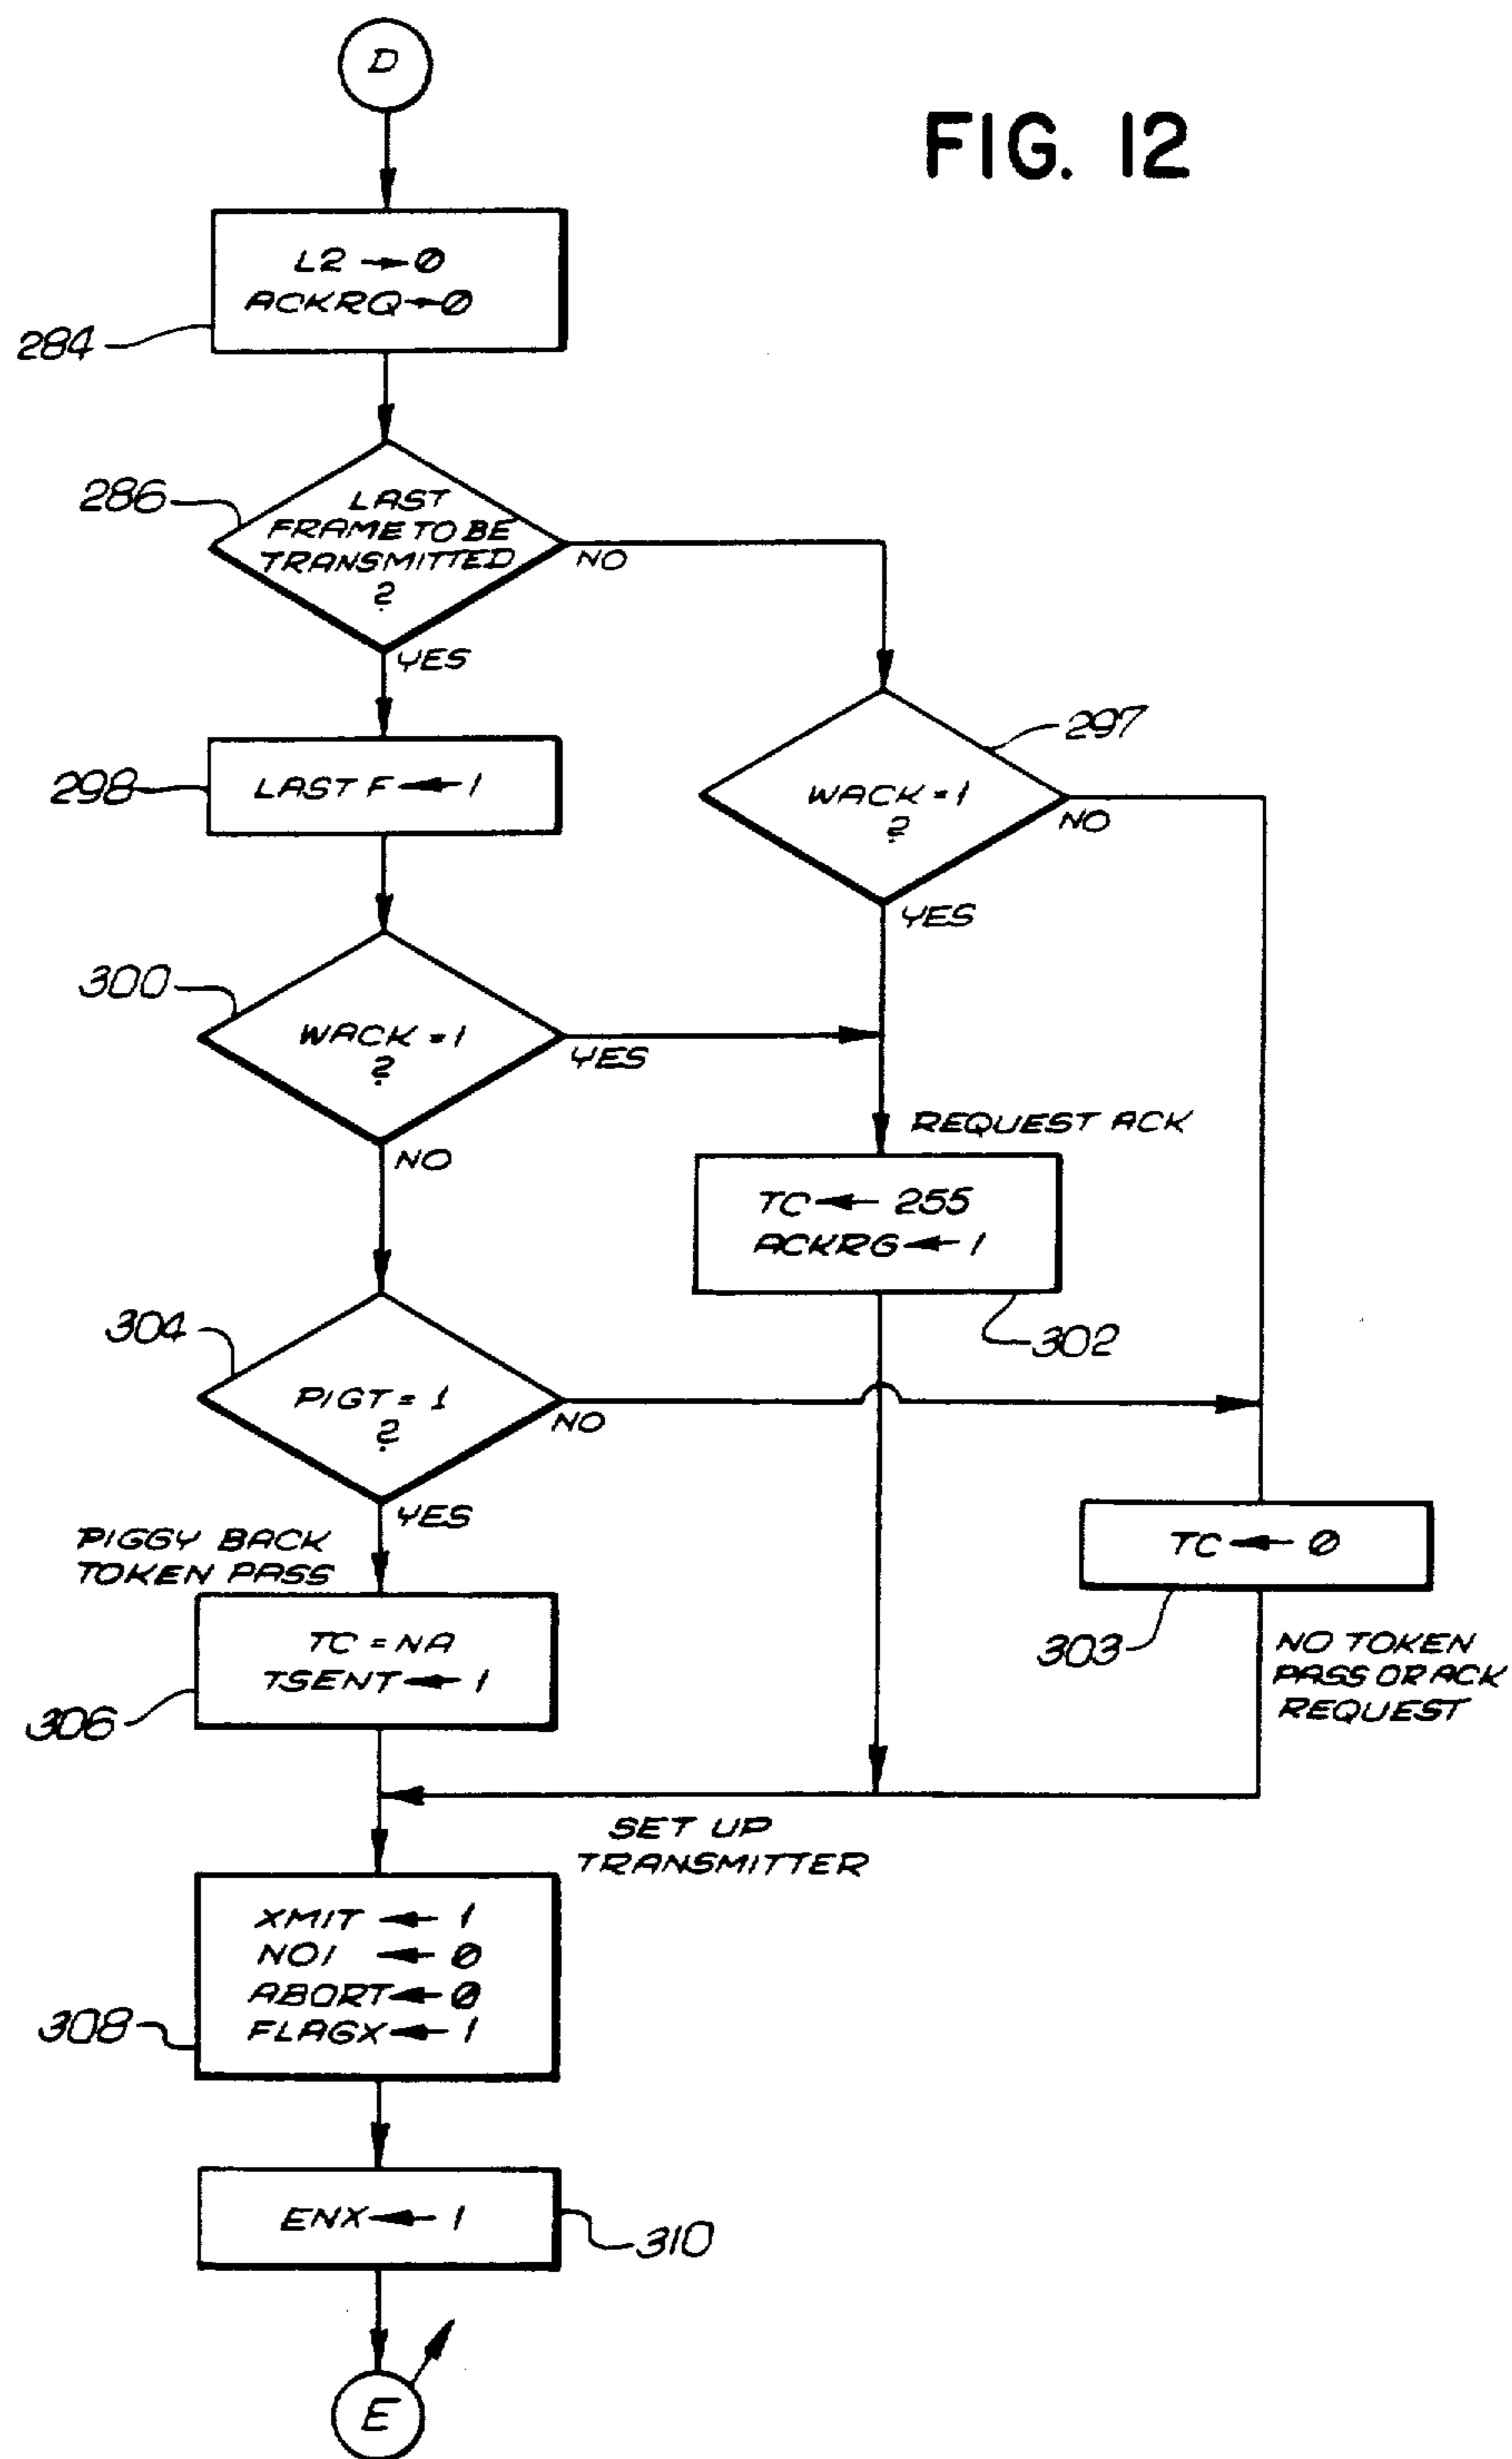 D
FIG. 12
L2 → 0
ACKRQ → 0
284
286
LAST
FRAME TO BE
TRANSMITTED
?
NO
YES
297
298
LAST F ← 1
WACK = 1
?
NO
YES
300
WACK = 1
?
YES
NO
REQUEST ACK
TC ← 255
ACKRG ← 1
302
304
PIGT = 1
?
NO
YES
PIGGY BACK
TOKEN PASS
TC ← 0
303
NO TOKEN
PASS OR ACK
REQUEST
TC = NA
TSENT ← 1
306
SET UP
TRANSMITTER
XMIT ← 1
NOI ← 0
ABORT ← 0
FLAGX ← 1
308
ENX ← 1
310
E